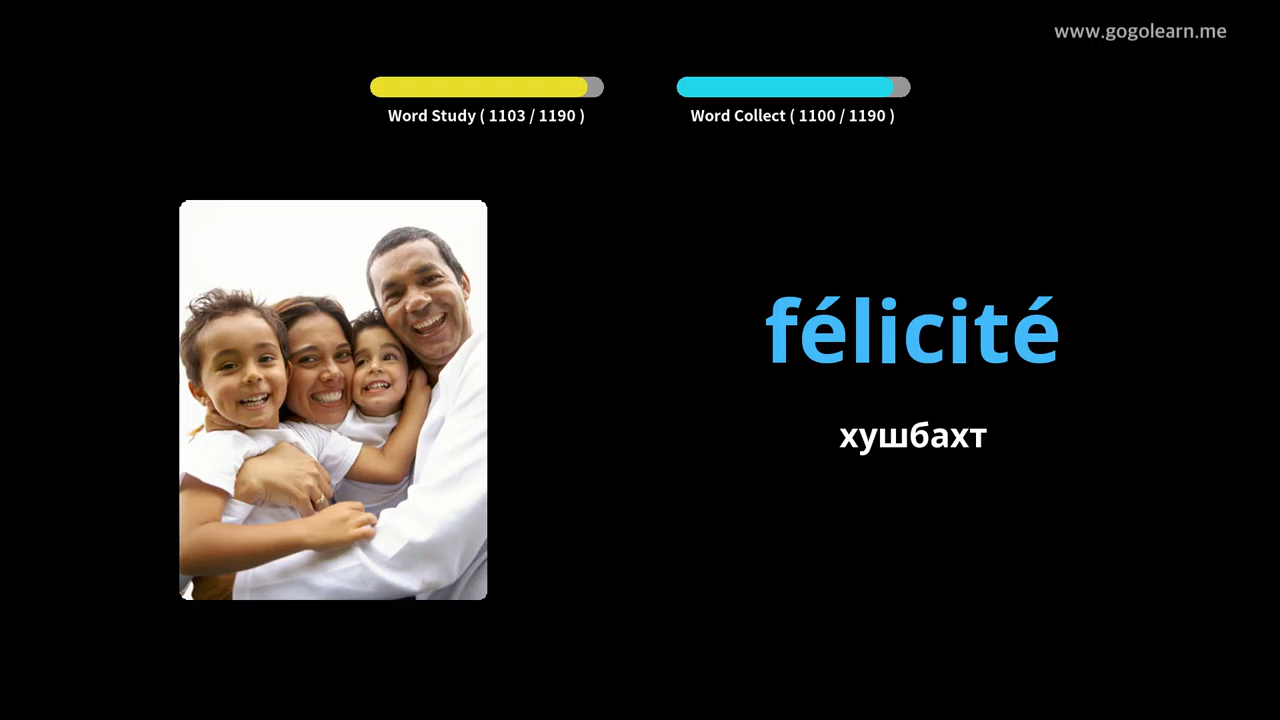 www.gogolearn.me
Word Study ( 1103 / 1190 )
Word Collect ( 1100 / 1190 )
félicité
хушбахт